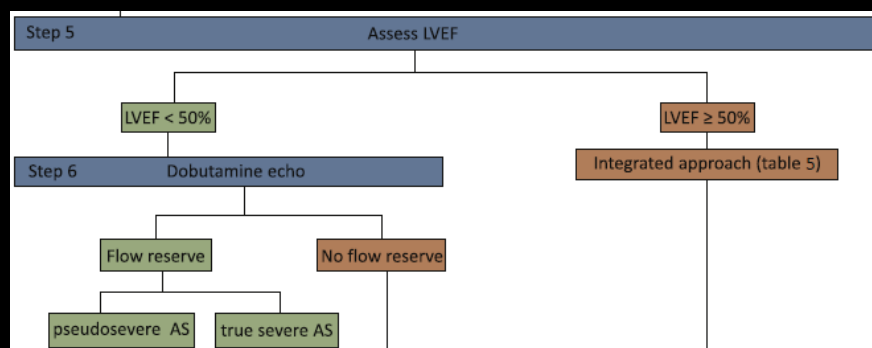 Step 5 Assess LVEF
LVEF < 50% LVEF ≥ 50%
Step 6 Dobutamine echo Integrated approach (table 5)
Flow reserve No flow reserve
pseudosevere AS true severe AS